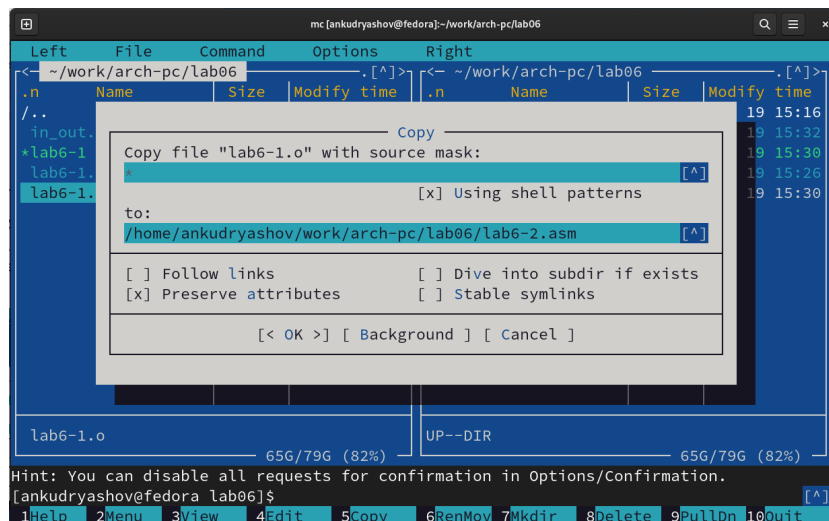 mc [ankudryashov@fedora]:~/work/arch-pc/lab06
Left File Command Options Right
<─ ~/work/arch-pc/lab06 ─.[^]>┐┌<─ ~/work/arch-pc/lab06 ─.[^]>
.n Name Size Modify time .n Name Size Modify time
/.. 19 15:16
in_out. 19 15:32
*lab6-1 19 15:30
lab6-1. 19 15:26
lab6-1. 19 15:30
Copy
Copy file "lab6-1.o" with source mask:
* [^]
[x] Using shell patterns
to:
/home/ankudryashov/work/arch-pc/lab06/lab6-2.asm [^]
[ ] Follow links [ ] Dive into subdir if exists
[x] Preserve attributes [ ] Stable symlinks
[< OK >] [ Background ] [ Cancel ]
lab6-1.o UP--DIR
65G/79G (82%) 65G/79G (82%)
Hint: You can disable all requests for confirmation in Options/Confirmation.
[ankudryashov@fedora lab06]$ [^]
1Help 2Menu 3View 4Edit 5Copy 6RenMov 7Mkdir 8Delete 9PullDn 10Quit